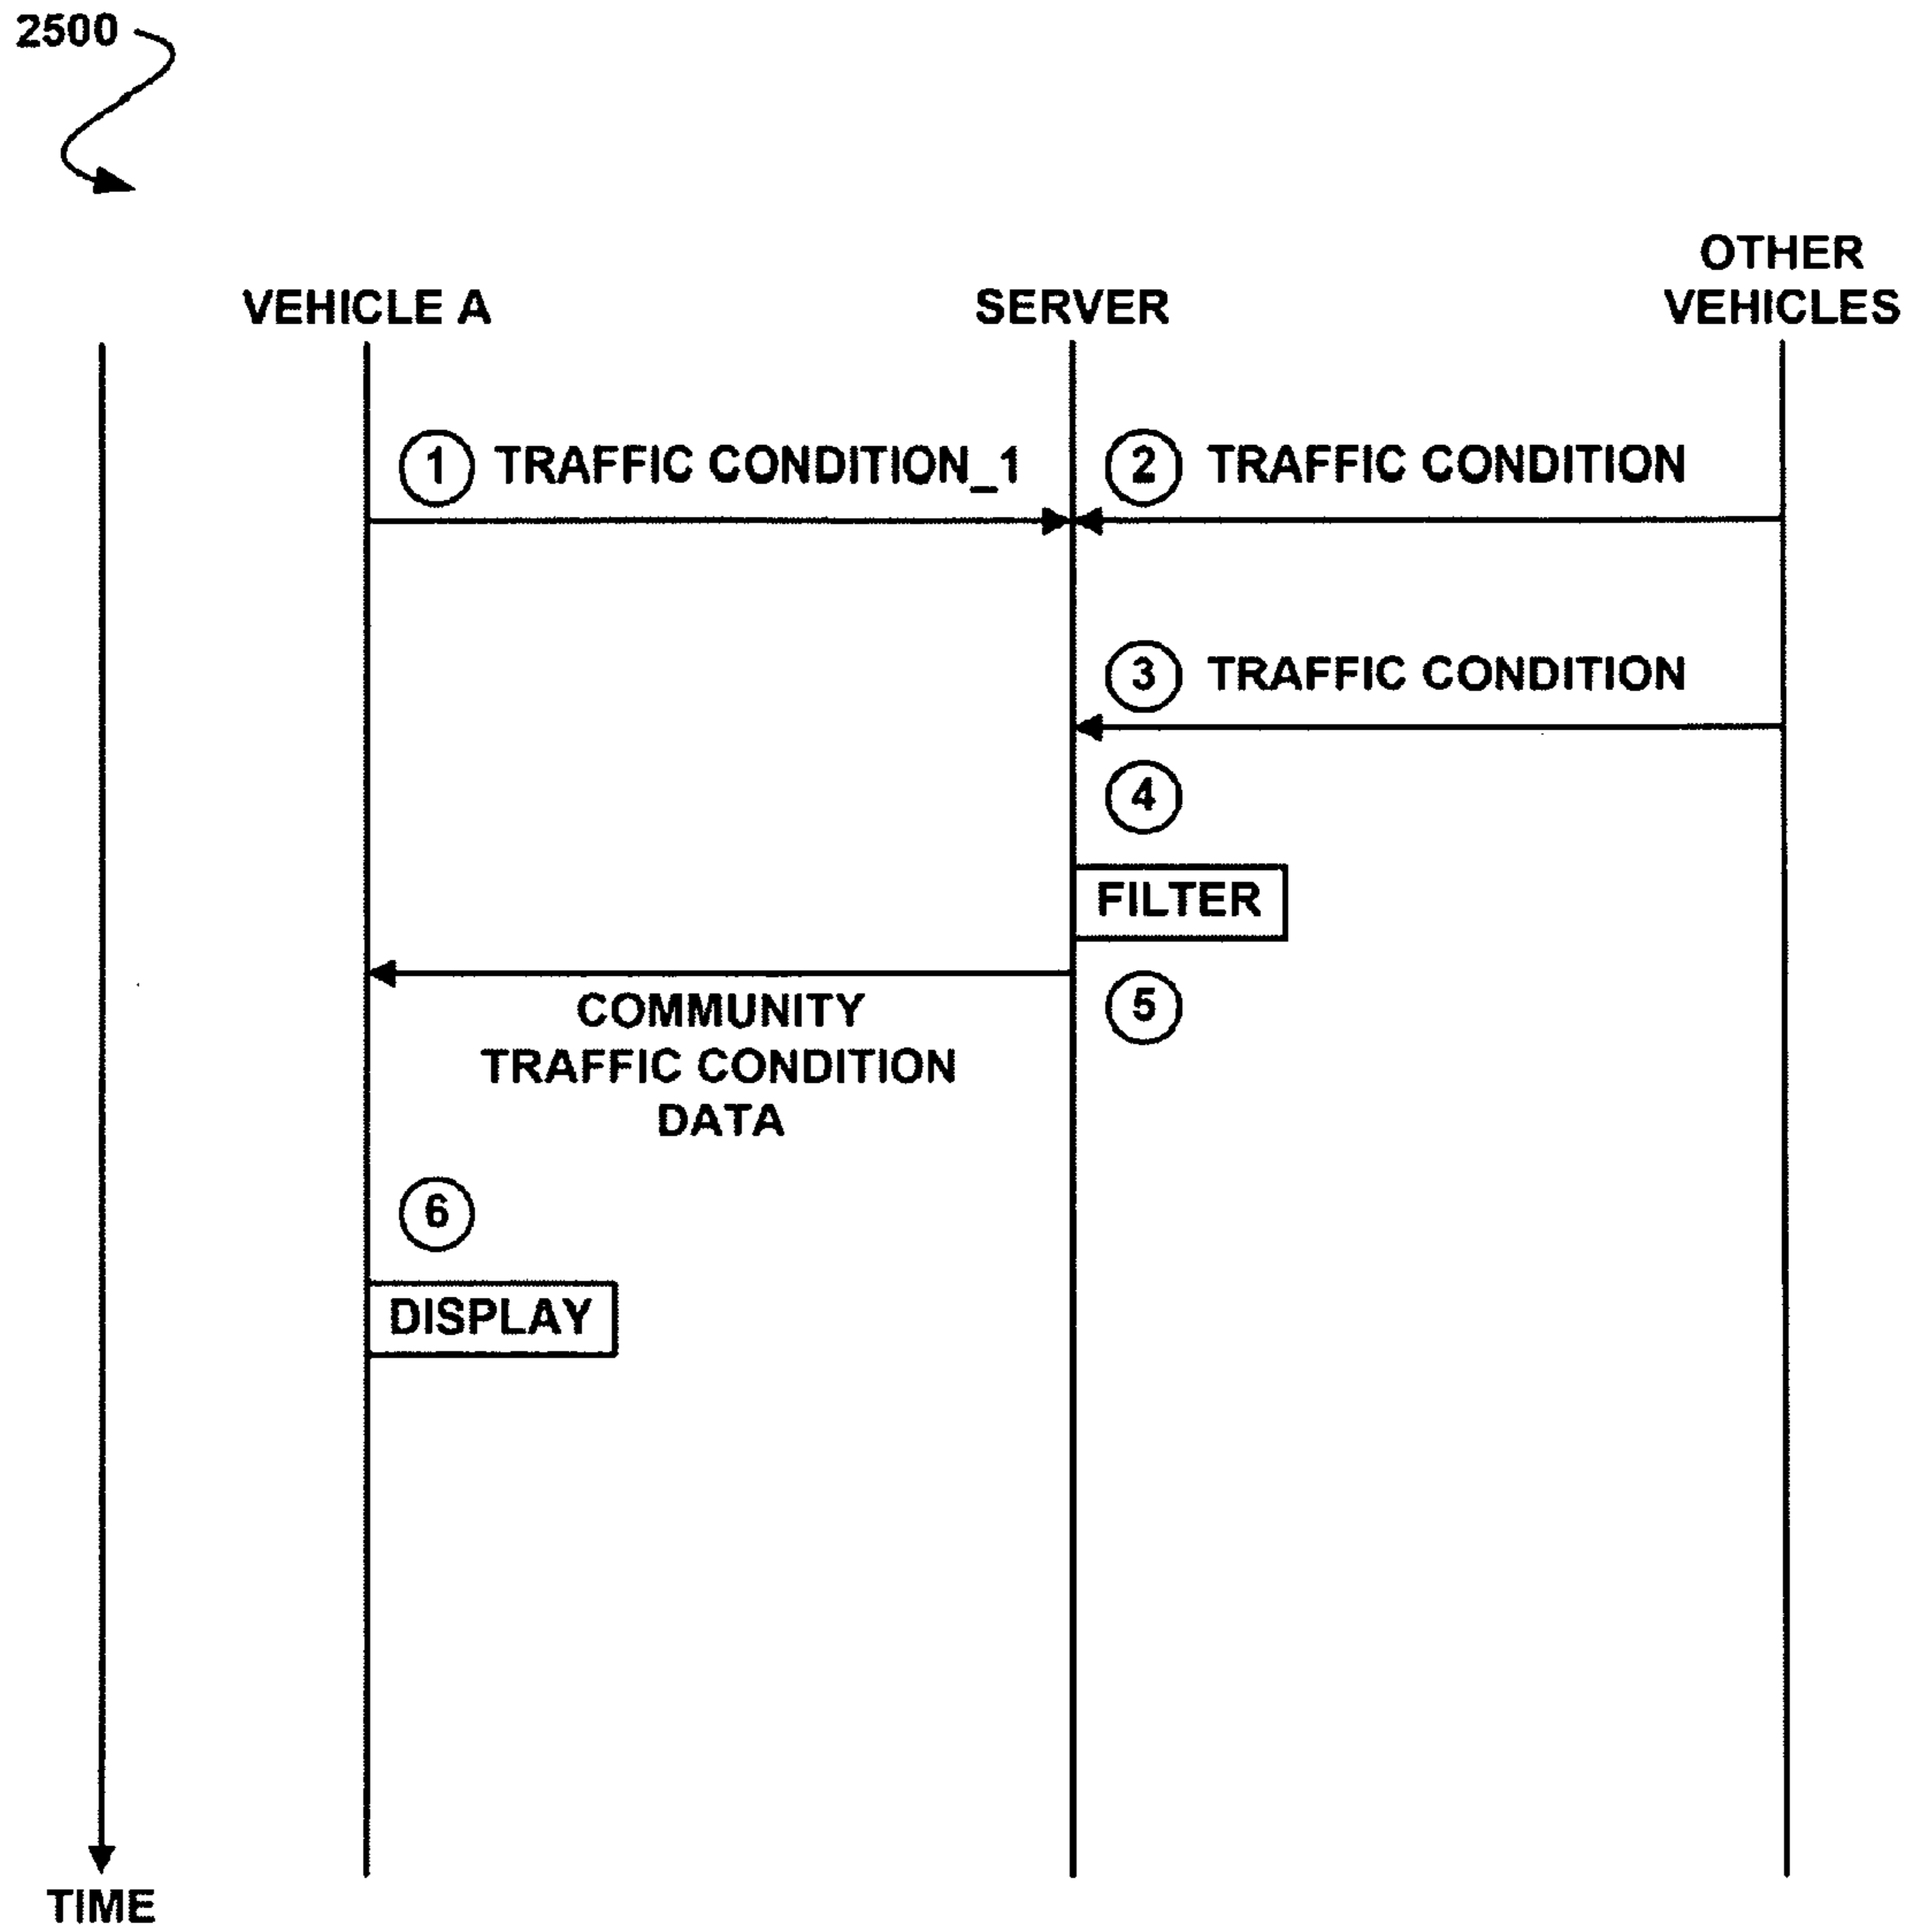 2500
VEHICLE A
SERVER
OTHER
VEHICLES
1 TRAFFIC CONDITION_1
2 TRAFFIC CONDITION
3 TRAFFIC CONDITION
4
FILTER
5
COMMUNITY
TRAFFIC CONDITION
DATA
6
DISPLAY
TIME